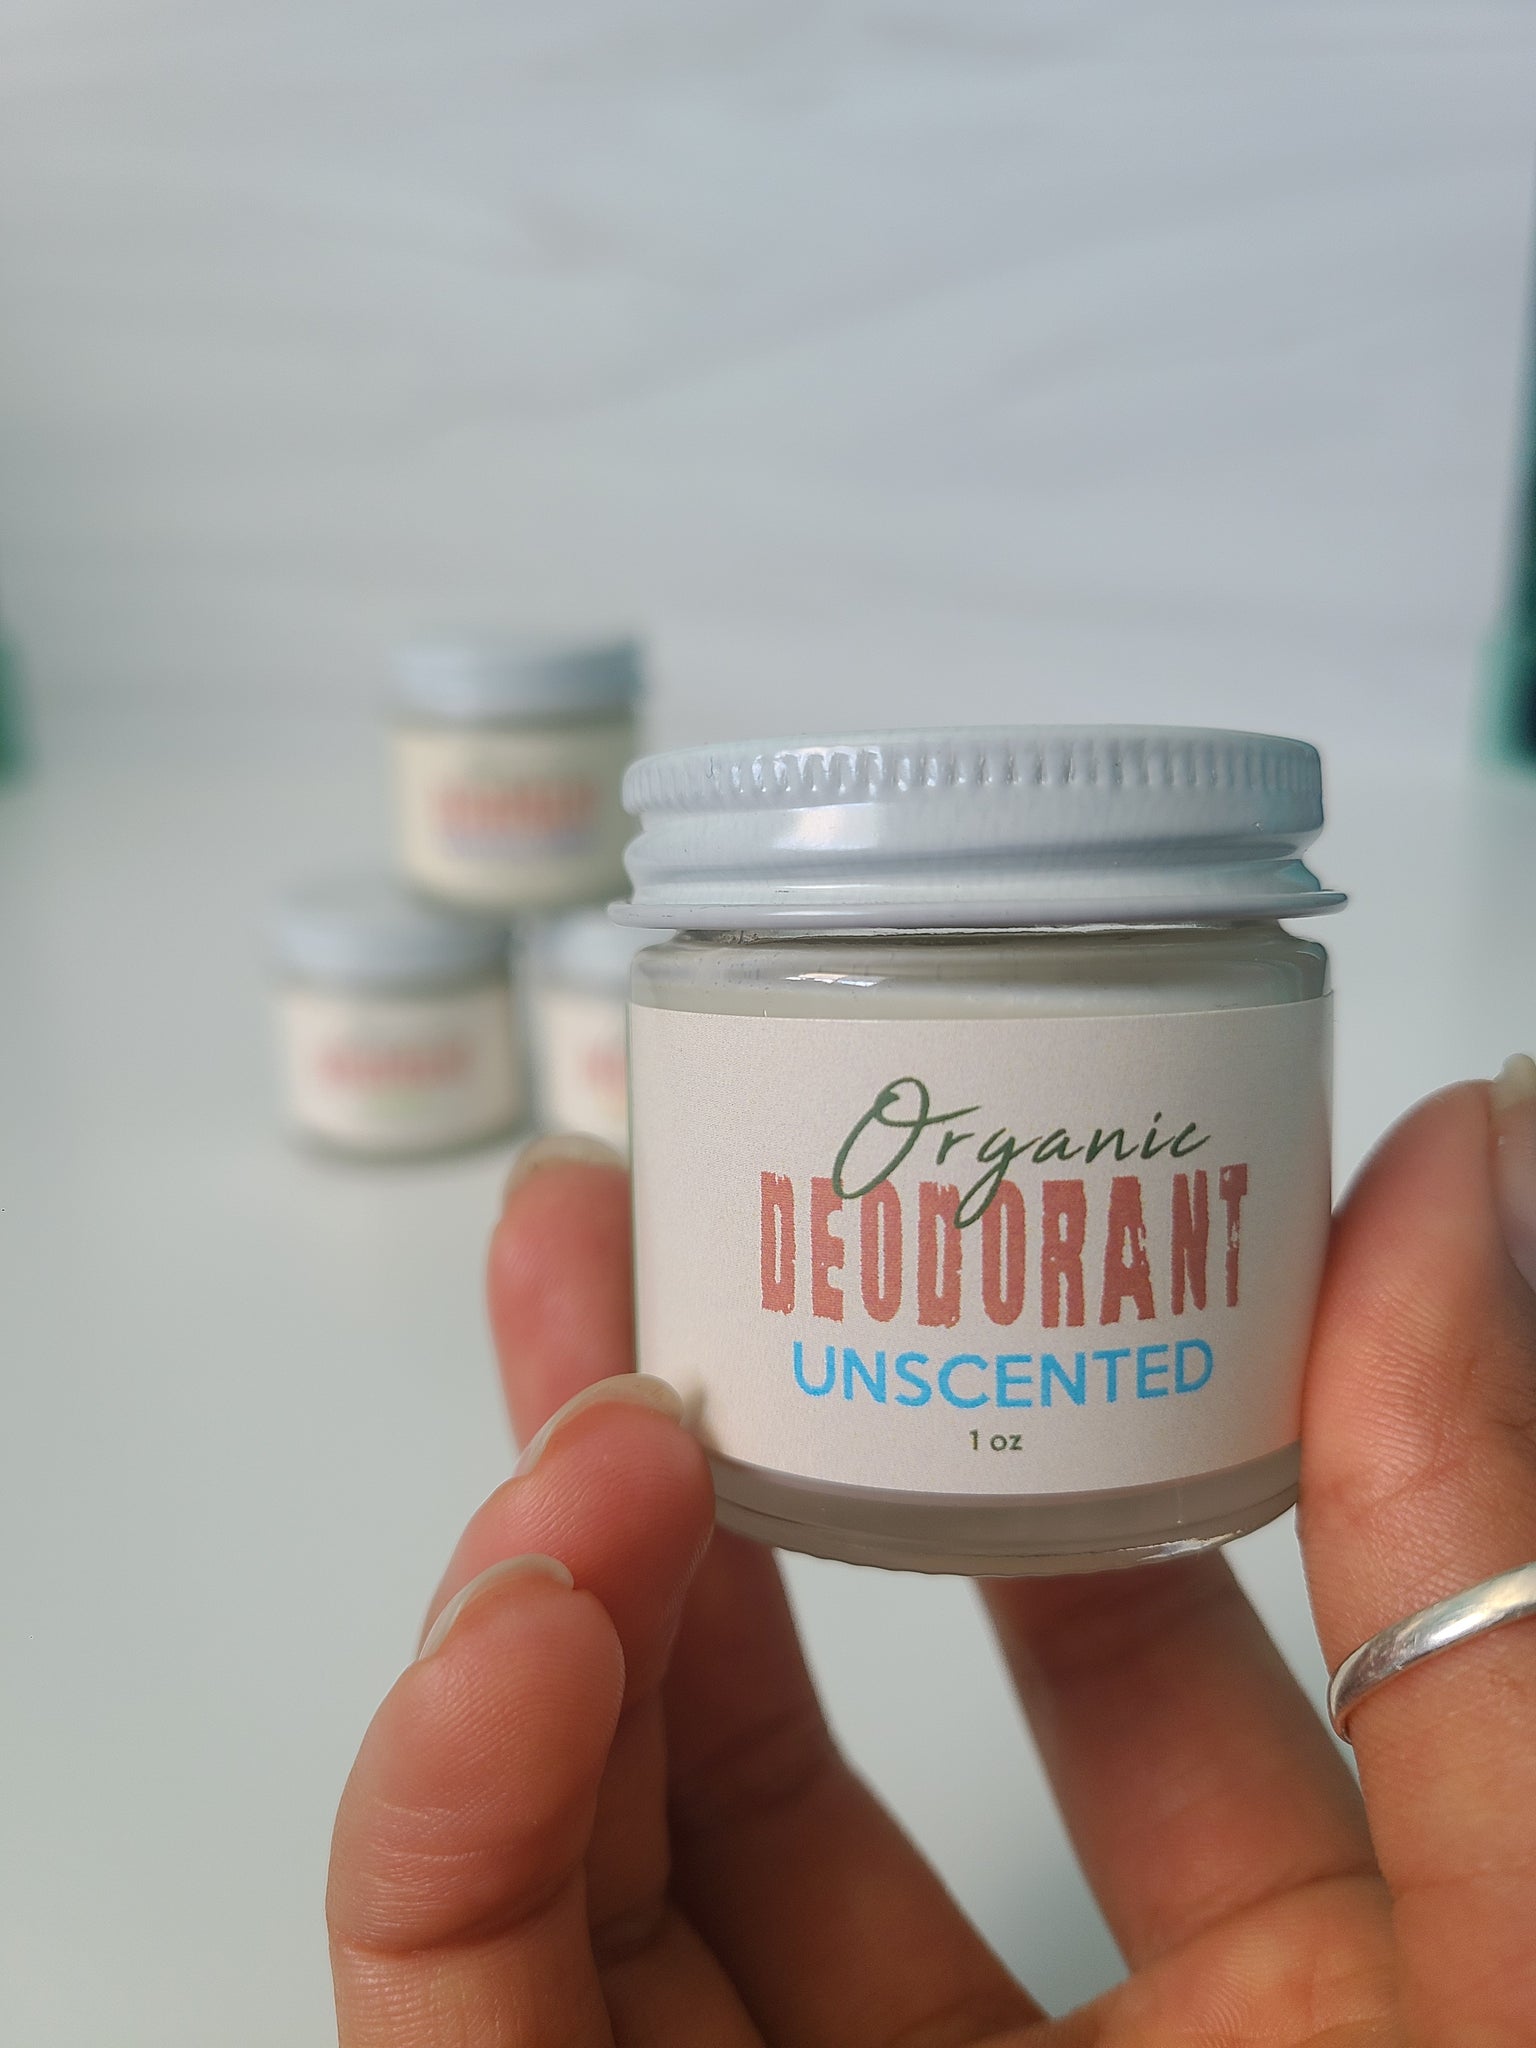 Organic
DEODORANT
UNSCENTED
1 oz